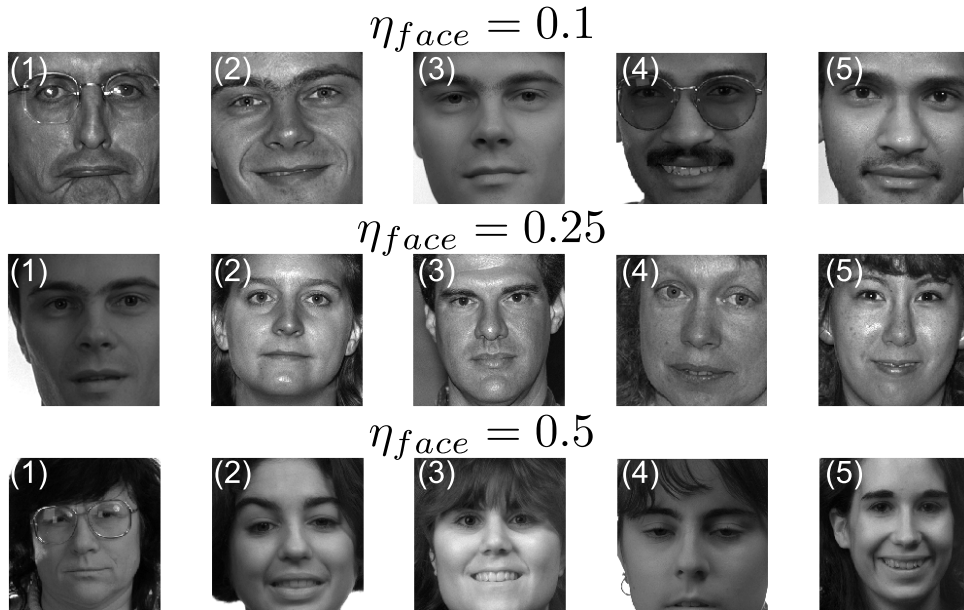 η_face = 0.1
(1) (2) (3) (4) (5)
η_face = 0.25
(1) (2) (3) (4) (5)
η_face = 0.5
(1) (2) (3) (4) (5)